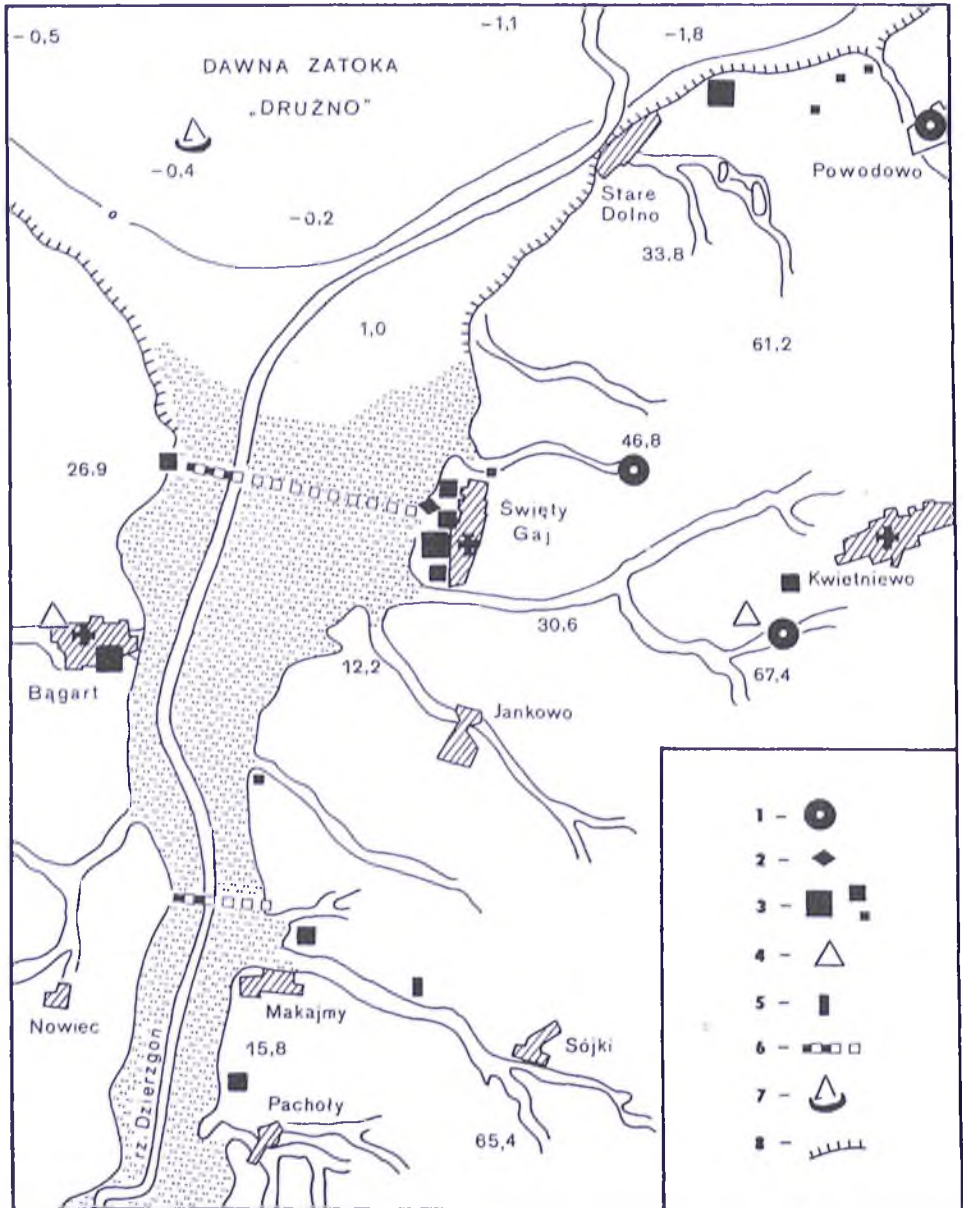 -0,5
-1,1
-1,8
DAWNA ZATOKA
„DRUŻNO"
-0,4
-0,2
Powodowo
Stare
Dolno
33,8
61,2
1,0
46,8
26,9
Święty
Gaj
Kwietniewo
30,6
67,4
12,2
Bągart
Jankowo
Nowiec
Makajmy
Sójki
15,8
Pachoły
65,4
rz. Dzierzgoń
1 –
2 –
3 –
4 –
5 –
6 –
7 –
8 –